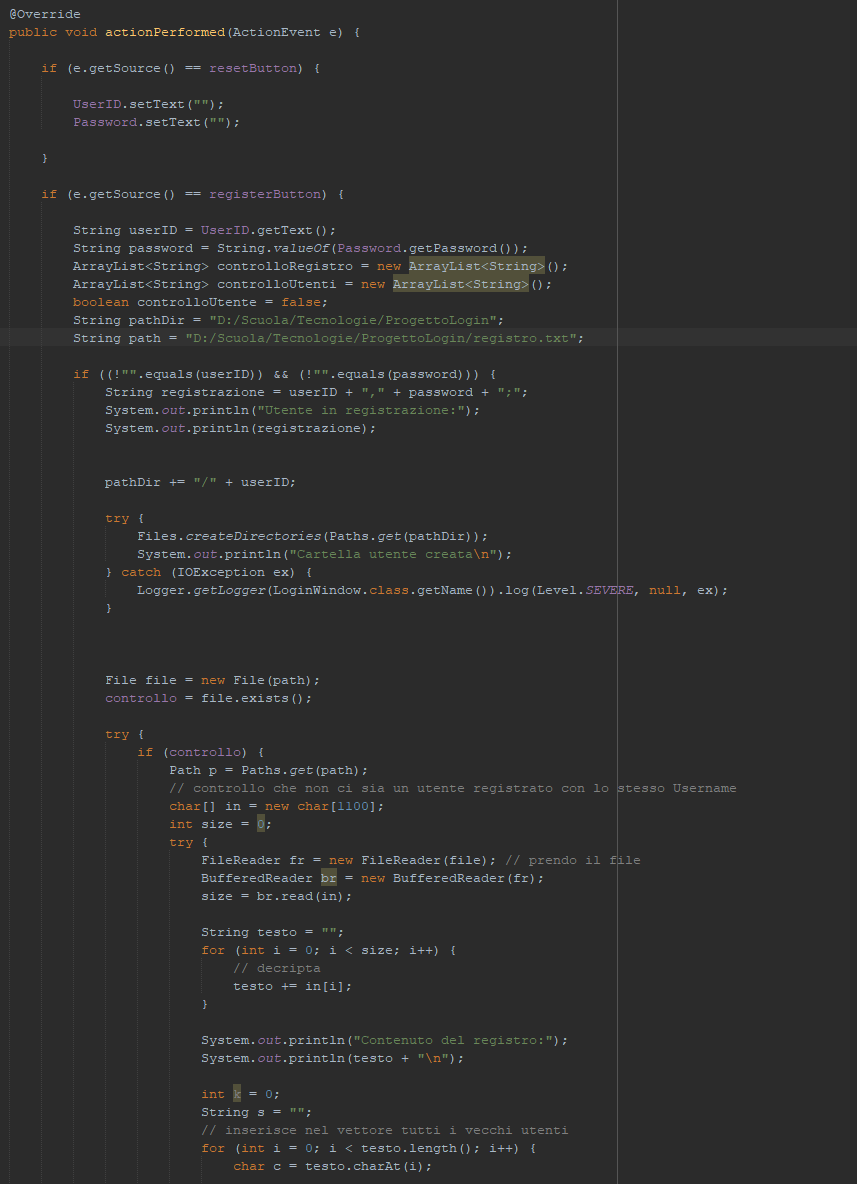 @Override
public void actionPerformed(ActionEvent e) {
if (e.getSource() == resetButton) {
UserID.setText("");
Password.setText("");
}
if (e.getSource() == registerButton) {
String userID = UserID.getText();
String password = String.valueOf(Password.getPassword());
ArrayList<String> controlloRegistro = new ArrayList<String>();
ArrayList<String> controlloUtenti = new ArrayList<String>();
boolean controlloUtente = false;
String pathDir = "D:/Scuola/Tecnologie/ProgettoLogin";
String path = "D:/Scuola/Tecnologie/ProgettoLogin/registro.txt";
if ((!"".equals(userID)) && (!"".equals(password))) {
String registrazione = userID + "," + password + ";";
System.out.println("Utente in registrazione:");
System.out.println(registrazione);
pathDir += "/" + userID;
try {
Files.createDirectories(Paths.get(pathDir));
System.out.println("Cartella utente creata\n");
} catch (IOException ex) {
Logger.getLogger(LoginWindow.class.getName()).log(Level.SEVERE, null, ex);
}
File file = new File(path);
controllo = file.exists();
try {
if (controllo) {
Path p = Paths.get(path);
// controllo che non ci sia un utente registrato con lo stesso Username
char[] in = new char[1100];
int size = 0;
try {
FileReader fr = new FileReader(file); // prendo il file
BufferedReader br = new BufferedReader(fr);
size = br.read(in);
String testo = "";
for (int i = 0; i < size; i++) {
// decripta
testo += in[i];
}
System.out.println("Contenuto del registro:");
System.out.println(testo + "\n");
int k = 0;
String s = "";
// inserisce nel vettore tutti i vecchi utenti
for (int i = 0; i < testo.length(); i++) {
char c = testo.charAt(i);